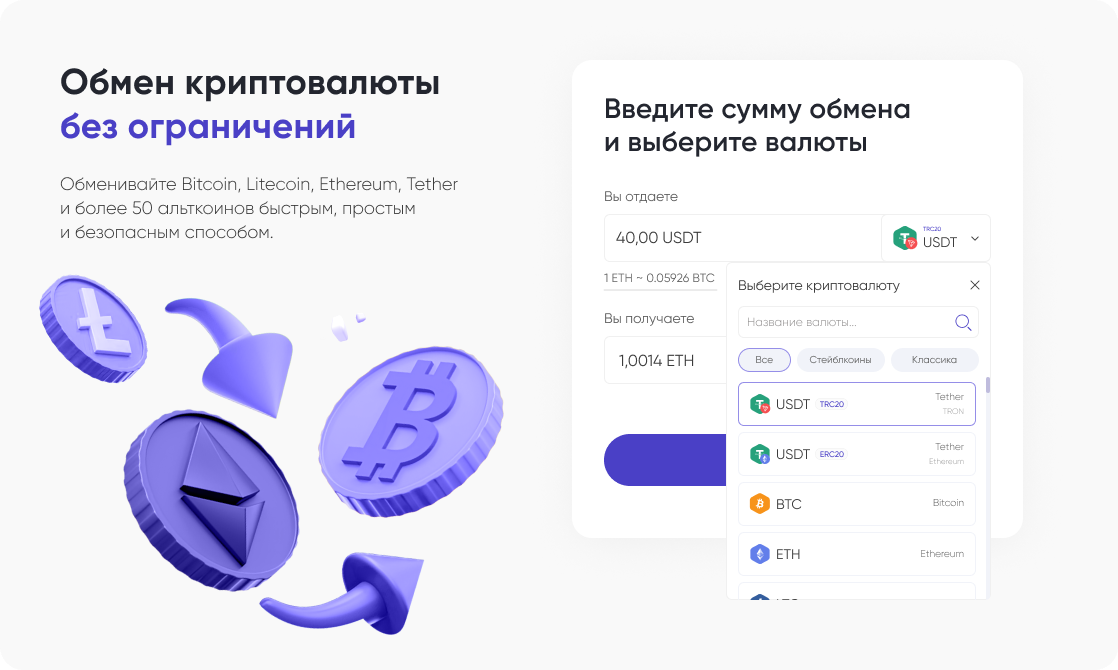 Обмен криптовалюты
без ограничений
Обменивайте Bitcoin, Litecoin, Ethereum, Tether
и более 50 альткоинов быстрым, простым
и безопасным способом.
Введите сумму обмена
и выберите валюты
Вы отдаете
40,00 USDT
TRC20
USDT
1 ETH ~ 0.05926 BTC
Выберите криптовалюту
Название валюты...
Все
Стейблкоины
Классика
Вы получаете
1,0014 ETH
USDT TRC20
Tether
TRON
USDT ERC20
Tether
Ethereum
BTC
Bitcoin
ETH
Ethereum